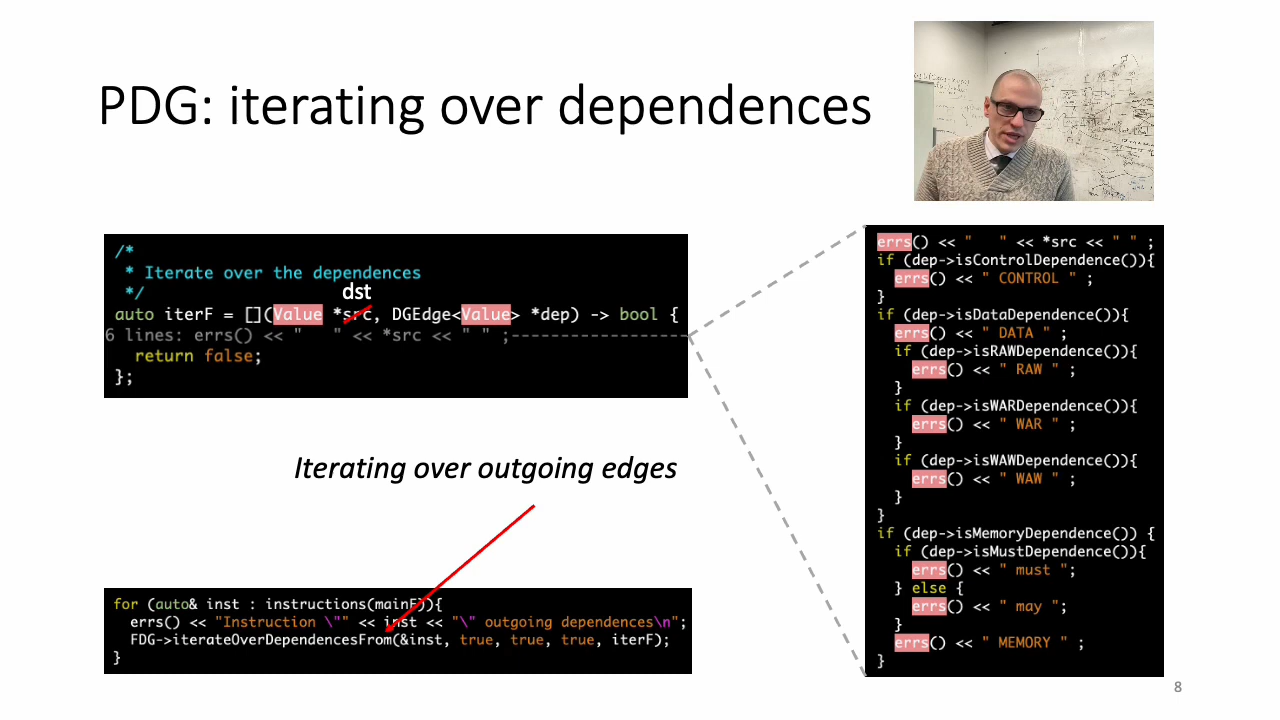 PDG: iterating over dependences
/*
 * Iterate over the dependences
 */
dst
auto iterF = [](Value *src, DGEdge<Value> *dep) -> bool {
6 lines: errs() << "   " << *src << " " ;------------------
  return false;
};
Iterating over outgoing edges
for (auto& inst : instructions(mainF)){
  errs() << "Instruction \"" << inst << "\" outgoing dependences\n";
  FDG->iterateOverDependencesFrom(&inst, true, true, true, iterF);
}
errs() << "   " << *src << " " ;
if (dep->isControlDependence()){
  errs() << " CONTROL " ;
}
if (dep->isDataDependence()){
  errs() << " DATA " ;
  if (dep->isRAWDependence()){
    errs() << " RAW " ;
  }
  if (dep->isWARDependence()){
    errs() << " WAR " ;
  }
  if (dep->isWAWDependence()){
    errs() << " WAW " ;
  }
}
if (dep->isMemoryDependence()) {
  if (dep->isMustDependence()){
    errs() << " must ";
  } else {
    errs() << " may ";
  }
  errs() << " MEMORY " ;
}
8